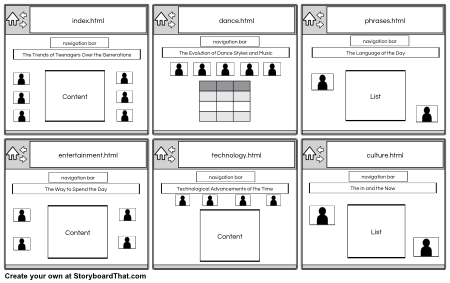 index.html
navigation bar
The Trends of Teenagers Over the Generations
Content
dance.html
navigation bar
The Evolution of Dance Styles and Music
phrases.html
navigation bar
The Language of the Day
List
entertainment.html
navigation bar
The Way to Spend the Day
Content
technology.html
navigation bar
Technological Advancements of the Time
Content
culture.html
navigation bar
The In and the Now
List
Create your own at StoryboardThat.com